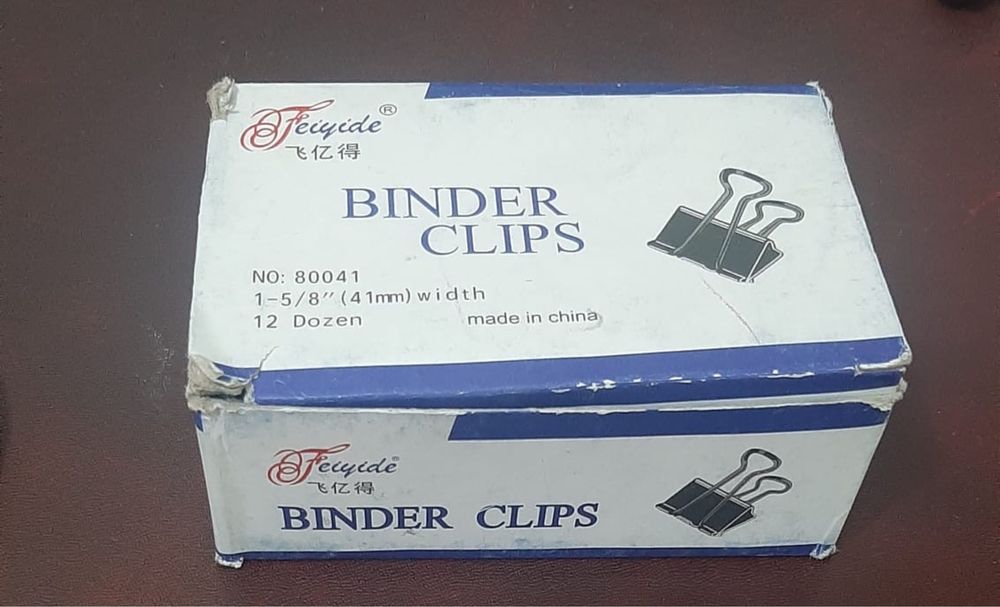 Feiyide®
飞亿得
BINDER
CLIPS
NO: 80041
1-5/8″(41mm)width
12 Dozen
made in china
Feiyide®
飞亿得
BINDER CLIPS